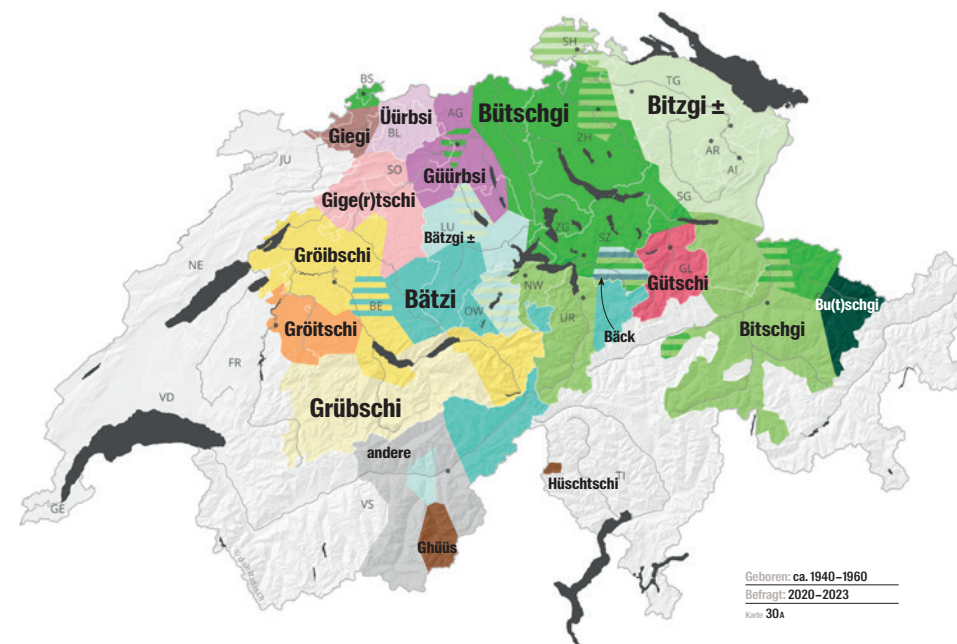 SH
BS
TG
Üürbsi
AG
Bütschgi
Bitzgi ±
Giegi
BL
ZH
AR
JU
SO
AI
Güürbsi
Gige(r)tschi
SG
LU
ZG
Bätzgi ±
SZ
Gröibschi
NE
NW
GL
Gütschi
Bätzi
BE
OW
UR
Bu(t)schgi
Gröitschi
Bäck
Bitschgi
FR
VD
Grübschi
andere
Hüschtschi
TI
GE
VS
Ghüüs
© dialektatlas.ch
Geboren: ca. 1940–1960
Befragt: 2020–2023
Karte 30A